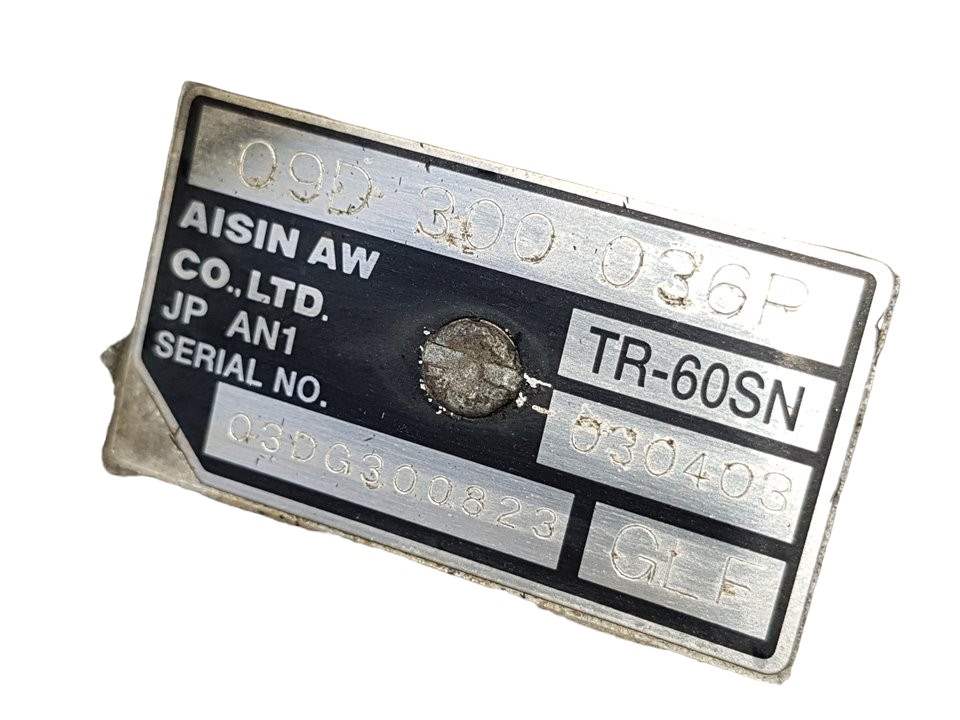 09D 300 036P
AISIN AW
CO., LTD.
JP AN1
SERIAL NO.
03DG300823
TR-60SN
030403
GLF